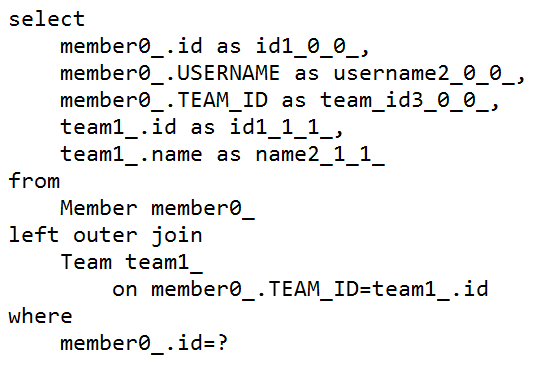 select
    member0_.id as id1_0_0_,
    member0_.USERNAME as username2_0_0_,
    member0_.TEAM_ID as team_id3_0_0_,
    team1_.id as id1_1_1_,
    team1_.name as name2_1_1_
from
    Member member0_
left outer join
    Team team1_
        on member0_.TEAM_ID=team1_.id
where
    member0_.id=?